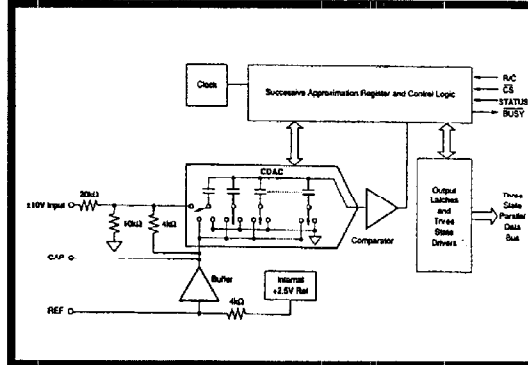 Clock
Successive Approximation Register and Control Logic
R/C
CS
STATUS
BUSY
CDAC
20kΩ
±10V Input
10kΩ
4kΩ
Comparator
Output
Latches
and
Three
State
Drivers
Three
State
Parallel
Data
Bus
CAP
Buffer
Internal
+2.5V Ref
4kΩ
REF